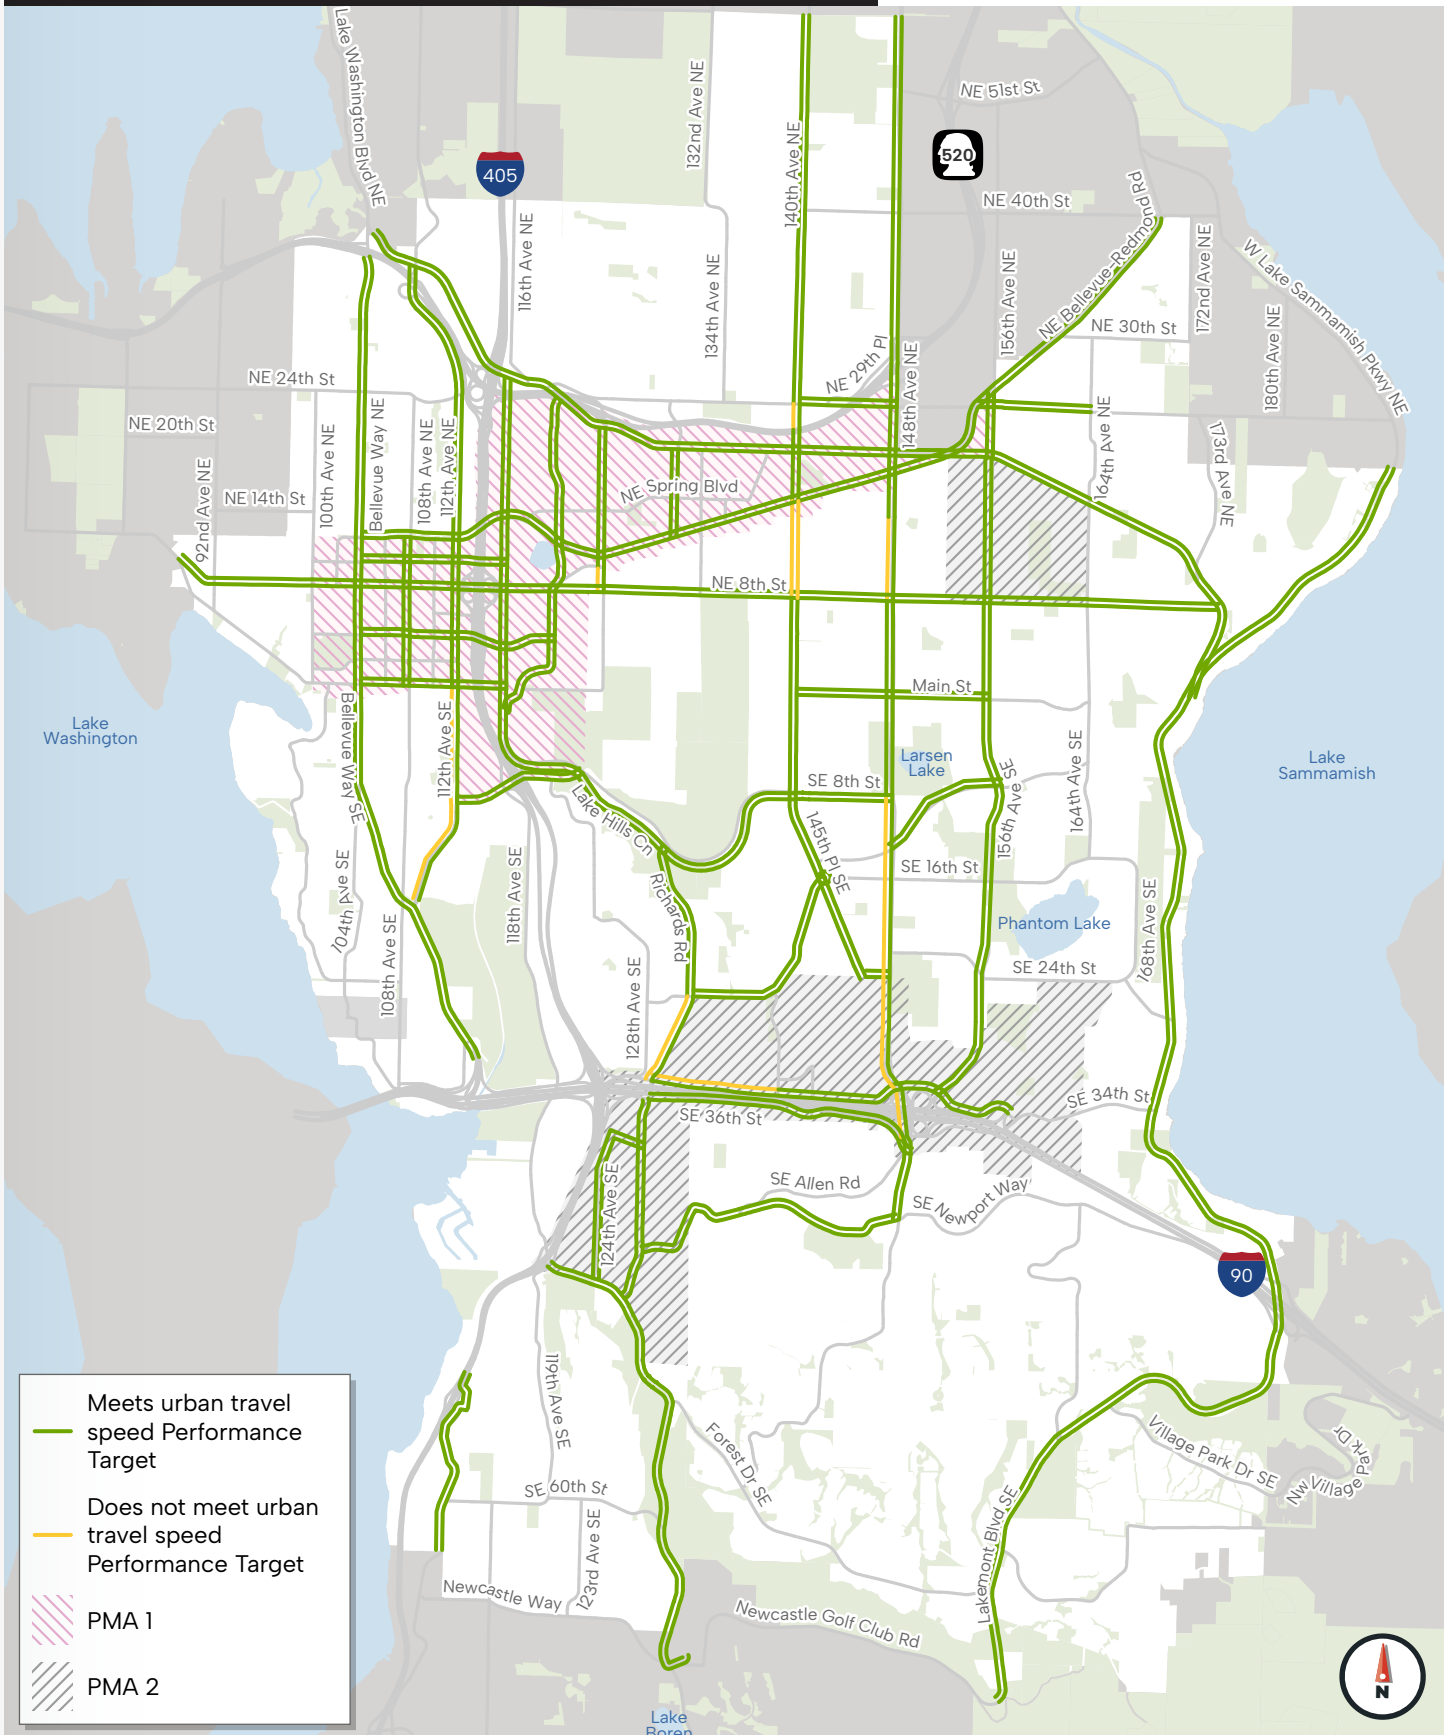 Lake Washington Blvd NE
405
132nd Ave NE
140th Ave NE
NE 51st St
520
NE 40th St
NE Bellevue-Redmond Rd
172nd Ave NE
W Lake Sammamish Pkwy NE
116th Ave NE
134th Ave NE
156th Ave NE
NE 30th St
180th Ave NE
NE 29th Pl
148th Ave NE
NE 24th St
NE 20th St
100th Ave NE
Bellevue Way NE
108th Ave NE
112th Ave NE
92nd Ave NE
NE 14th St
NE Spring Blvd
164th Ave NE
173rd Ave NE
NE 8th St
Main St
Lake
Washington
Bellevue Way SE
112th Ave SE
Larsen
Lake
Lake
Sammamish
SE 8th St
156th Ave SE
164th Ave SE
Lake Hills Cn
145th Pl SE
SE 16th St
104th Ave SE
118th Ave SE
Richards Rd
Phantom Lake
168th Ave SE
108th Ave SE
128th Ave SE
SE 24th St
SE 34th St
SE 36th St
124th Ave SE
SE Allen Rd
SE Newport Way
90
119th Ave SE
Forest Dr SE
Village Park Dr SE
NW Village Park Dr
SE 60th St
123rd Ave SE
Lakemont Blvd SE
Newcastle Way
Newcastle Golf Club Rd
Lake
Boren
Meets urban travel
speed Performance
Target
Does not meet urban
travel speed
Performance Target
PMA 1
PMA 2
N